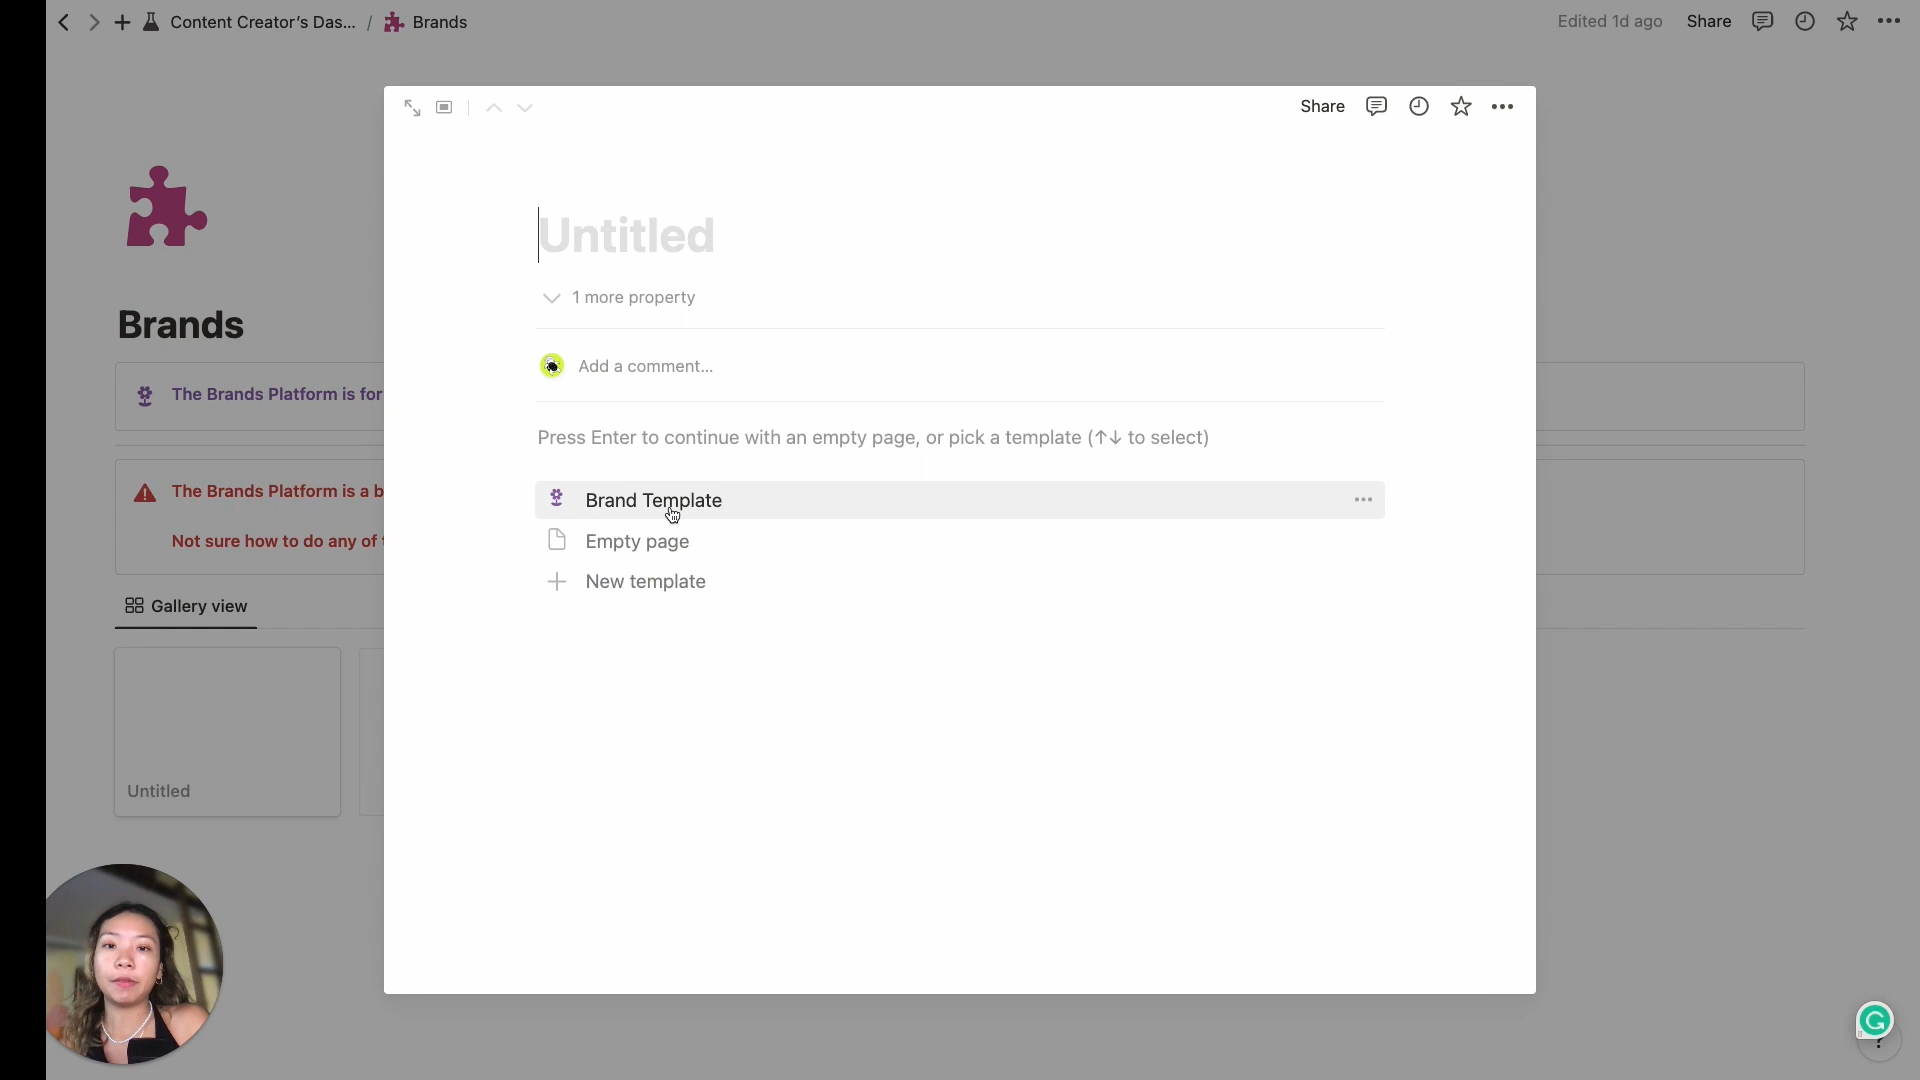 Content Creator's Das... / Brands
Edited 1d ago Share
Share
Untitled
1 more property
Brands
Add a comment...
The Brands Platform is for
Press Enter to continue with an empty page, or pick a template (↑↓ to select)
The Brands Platform is a b
Brand Template
Not sure how to do any of
Empty page
New template
Gallery view
Untitled
?